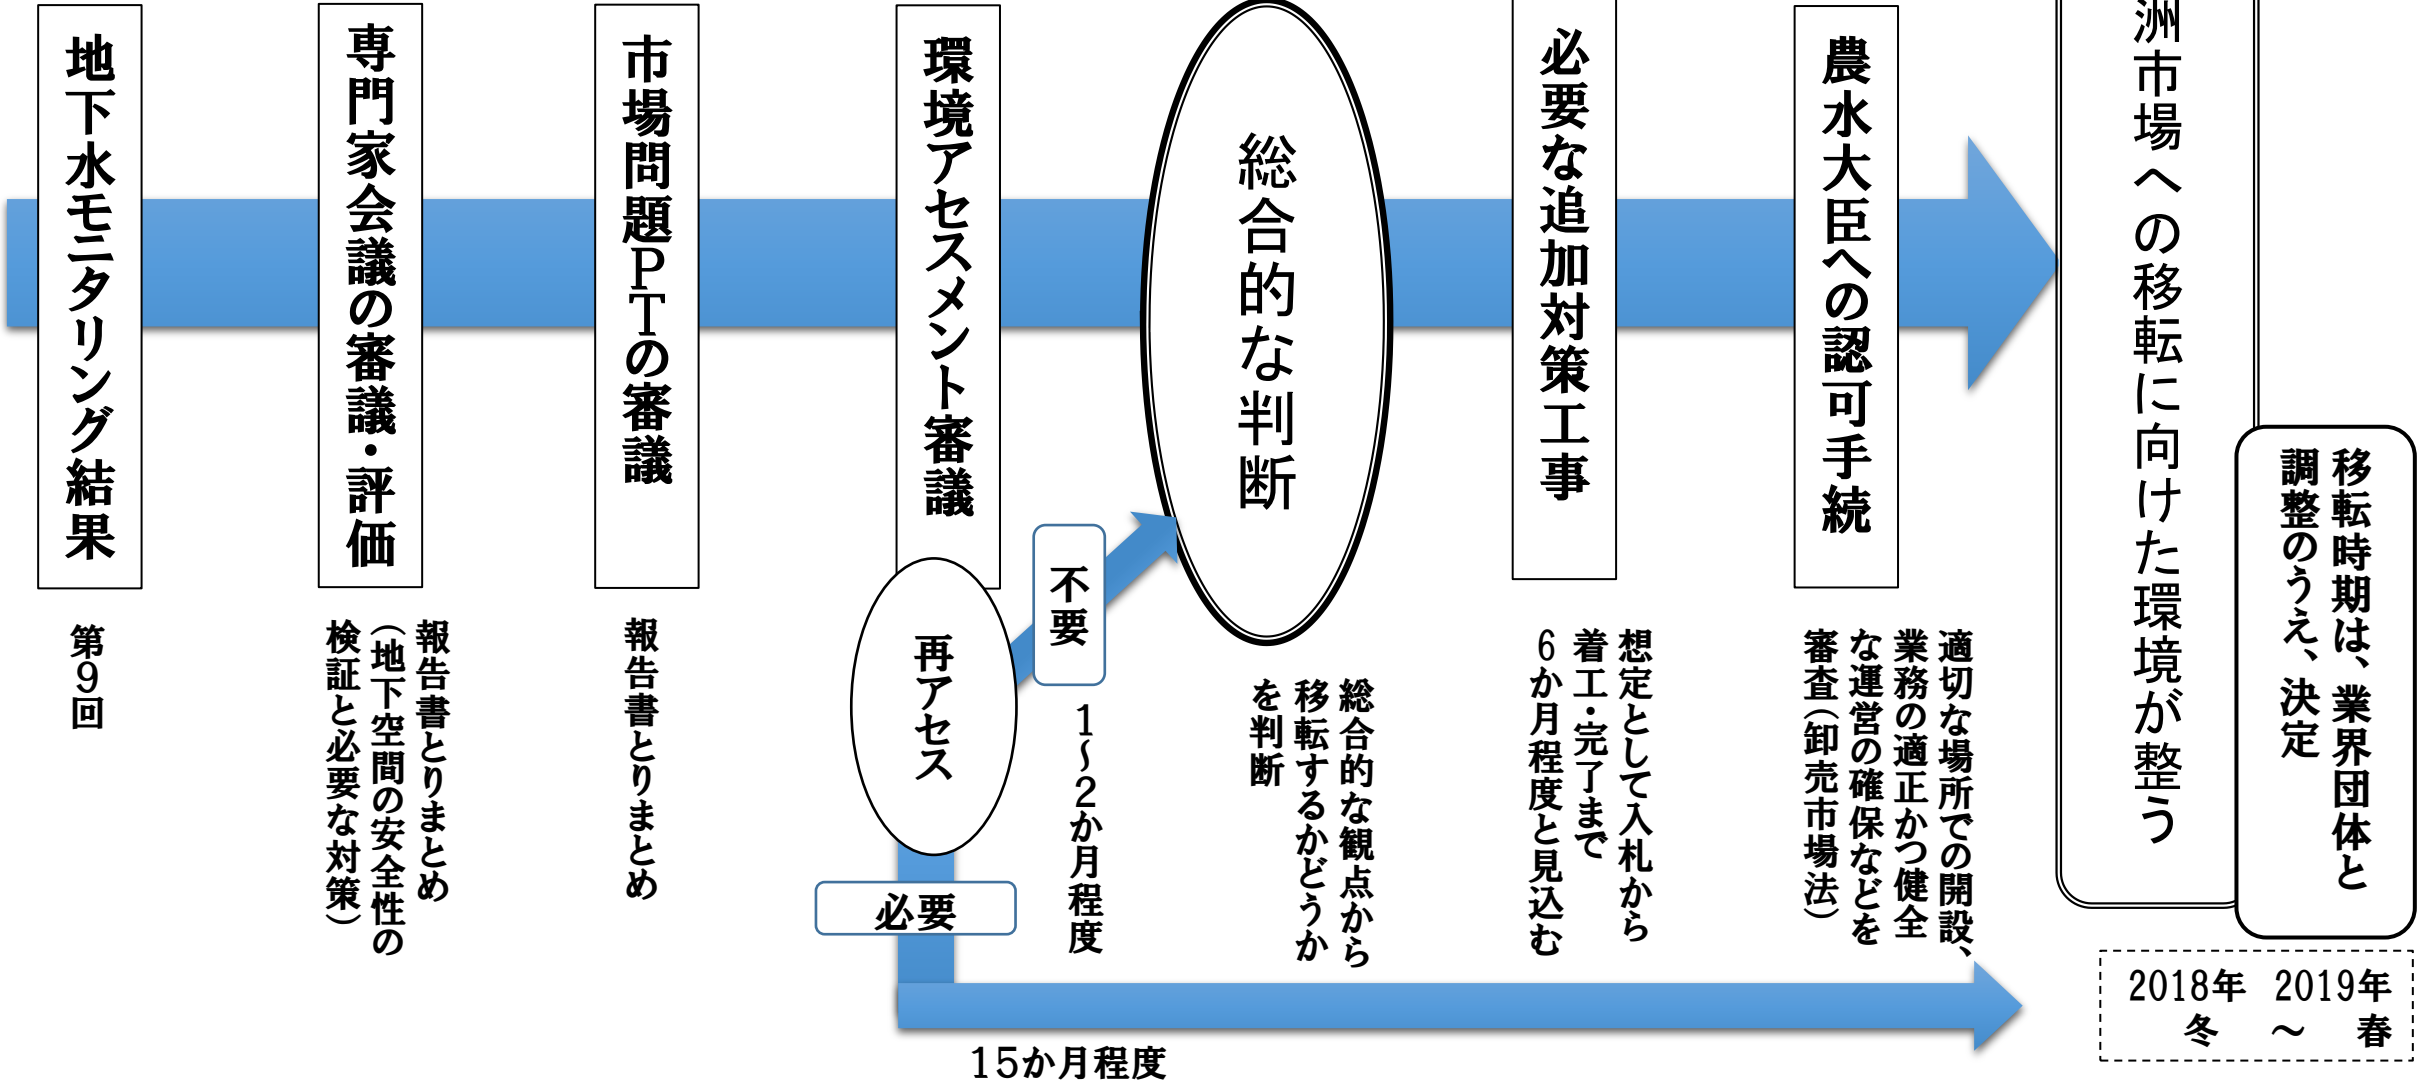 地下水モニタリング結果
第９回
専門家会議の審議・評価
報告書とりまとめ
（地下空間の安全性の
検証と必要な対策）
市場問題ＰＴの審議
報告書とりまとめ
環境アセスメント審議
再アセス
不要
１～２か月程度
必要
15か月程度
総合的な判断
総合的な観点から
移転するかどうか
を判断
必要な追加対策工事
想定として入札から
着工・完了まで
６か月程度と見込む
農水大臣への認可手続
適切な場所での開設、
業務の適正かつ健全
な運営の確保などを
審査（卸売市場法）
洲市場への移転に向けた環境が整う
移転時期は、業界団体と
調整のうえ、決定
2018年 2019年
冬 ～ 春